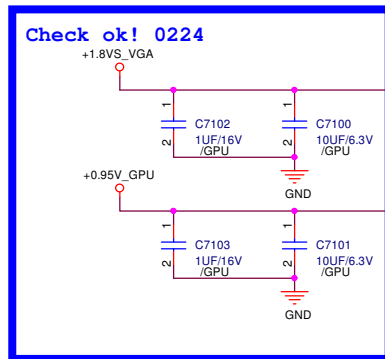 Check ok! 0224
+1.8VS_VGA
1
1
C7102
C7100
1UF/16V
10UF/6.3V
2
2
/GPU
/GPU
GND
+0.95V_GPU
1
1
C7103
C7101
1UF/16V
10UF/6.3V
2
2
/GPU
/GPU
GND